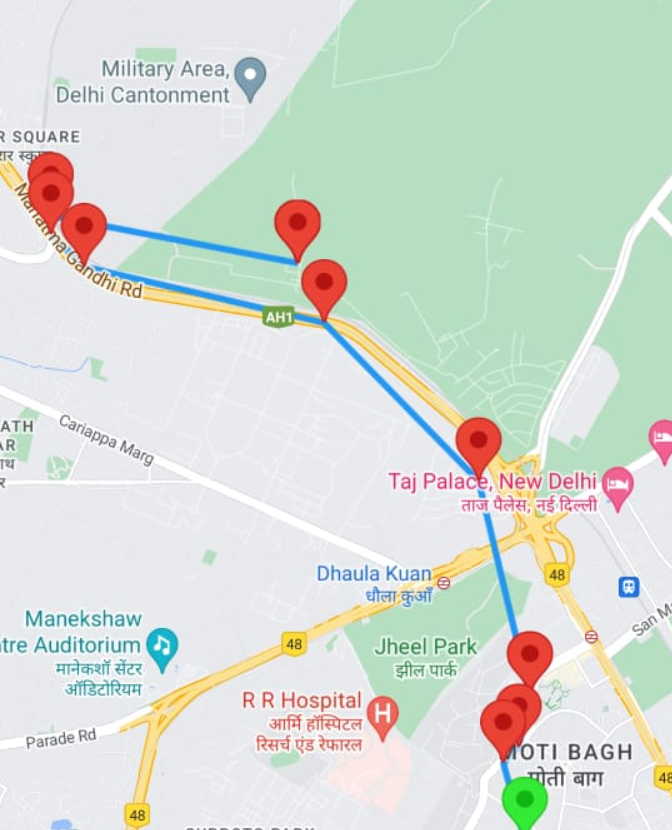 Military Area,
Delhi Cantonment
R SQUARE
Mahatma Gandhi Rd
AH1
ATH
AR
नाथ
र
Cariappa Marg
Taj Palace, New Delhi
ताज पैलेस, नई दिल्ली
Dhaula Kuan
धौला कुआँ
48
Manekshaw
tre Auditorium
मानेकशॉ सेंटर
ऑडिटोरियम
48
Jheel Park
झील पार्क
San M
R R Hospital
आर्मि हॉस्पिटल
रिसर्च एंड रेफारल
H
Parade Rd
MOTI BAGH
मोती बाग
48
48